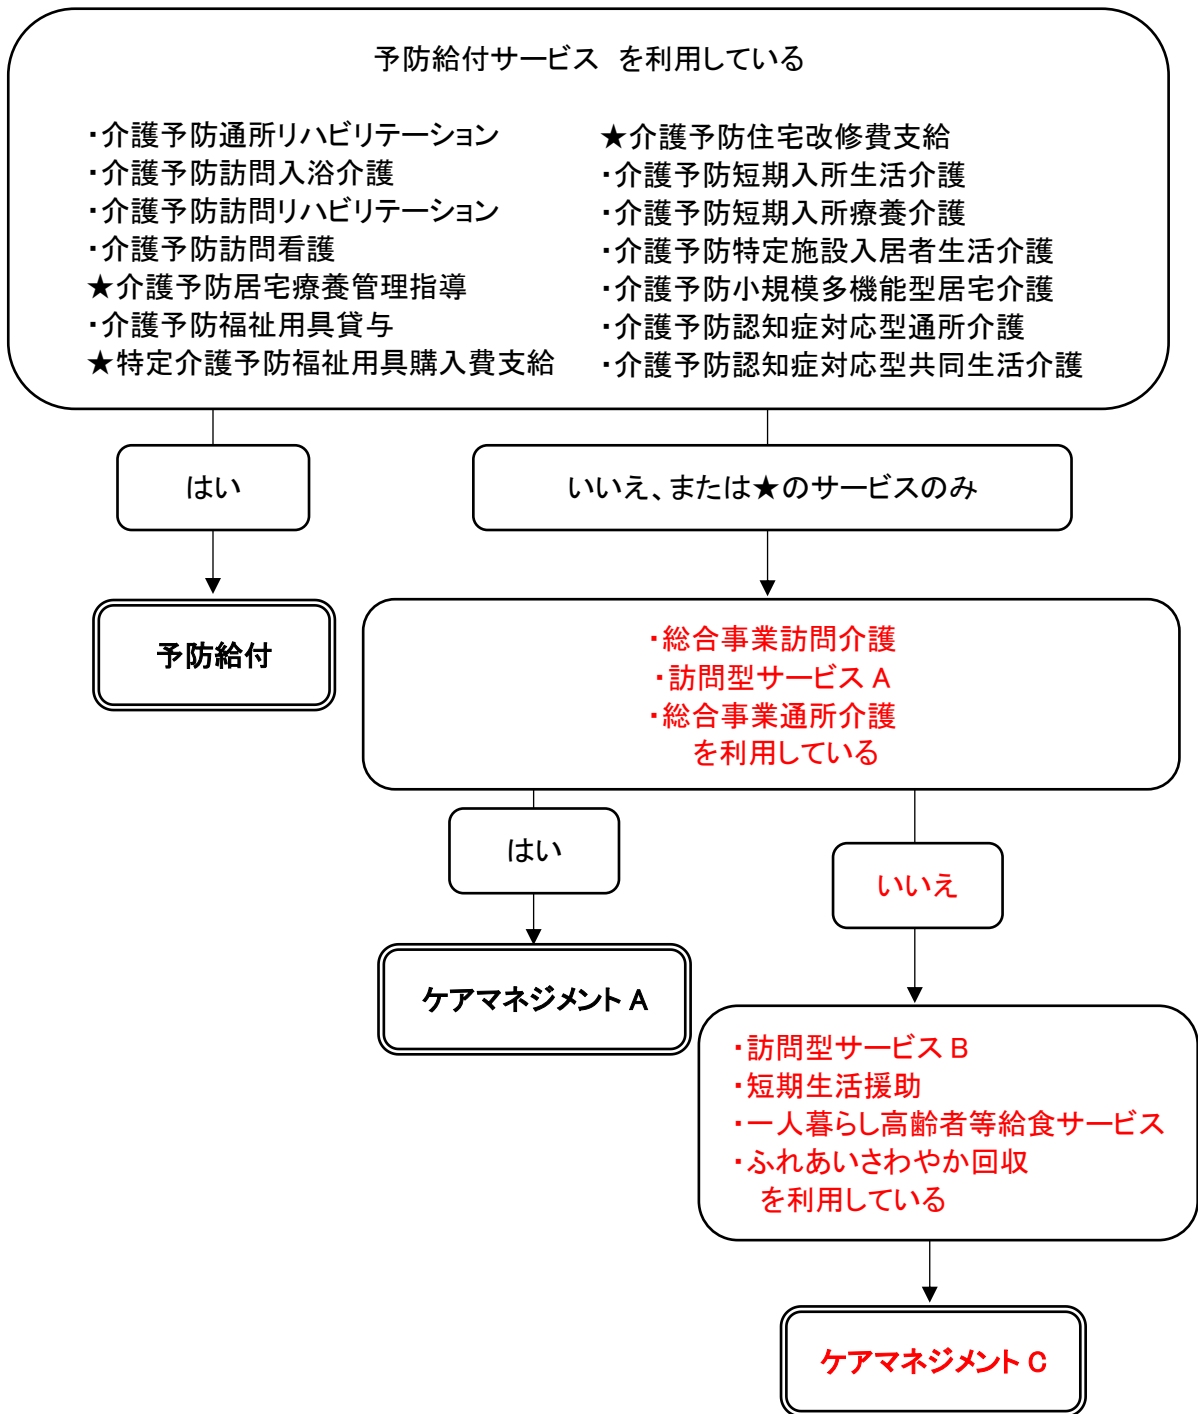 予防給付サービス を利用している
・介護予防通所リハビリテーション
・介護予防訪問入浴介護
・介護予防訪問リハビリテーション
・介護予防訪問看護
★介護予防居宅療養管理指導
・介護予防福祉用具貸与
★特定介護予防福祉用具購入費支給
★介護予防住宅改修費支給
・介護予防短期入所生活介護
・介護予防短期入所療養介護
・介護予防特定施設入居者生活介護
・介護予防小規模多機能型居宅介護
・介護予防認知症対応型通所介護
・介護予防認知症対応型共同生活介護
はい
いいえ、または★のサービスのみ
予防給付
・総合事業訪問介護
・訪問型サービス A
・総合事業通所介護
を利用している
はい
いいえ
ケアマネジメント A
・訪問型サービス B
・短期生活援助
・一人暮らし高齢者等給食サービス
・ふれあいさわやか回収
を利用している
ケアマネジメント C